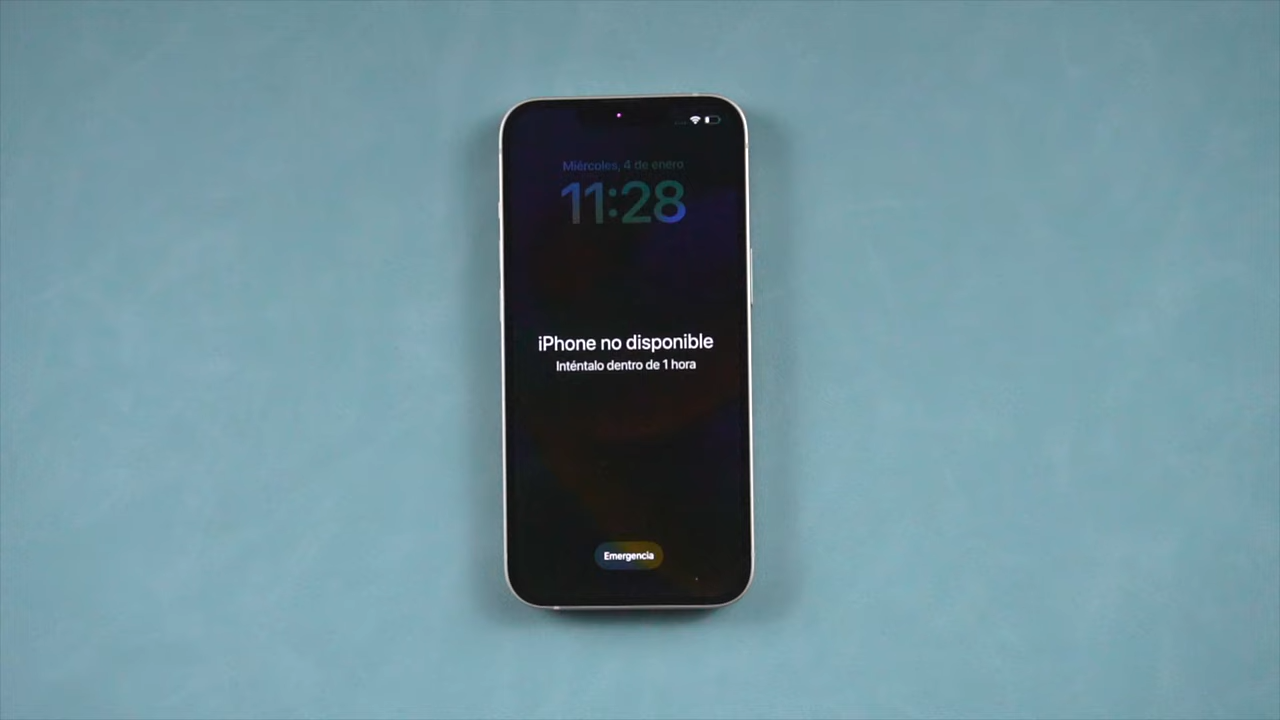 Miércoles, 4 de enero
11:28
iPhone no disponible
Inténtalo dentro de 1 hora
Emergencia